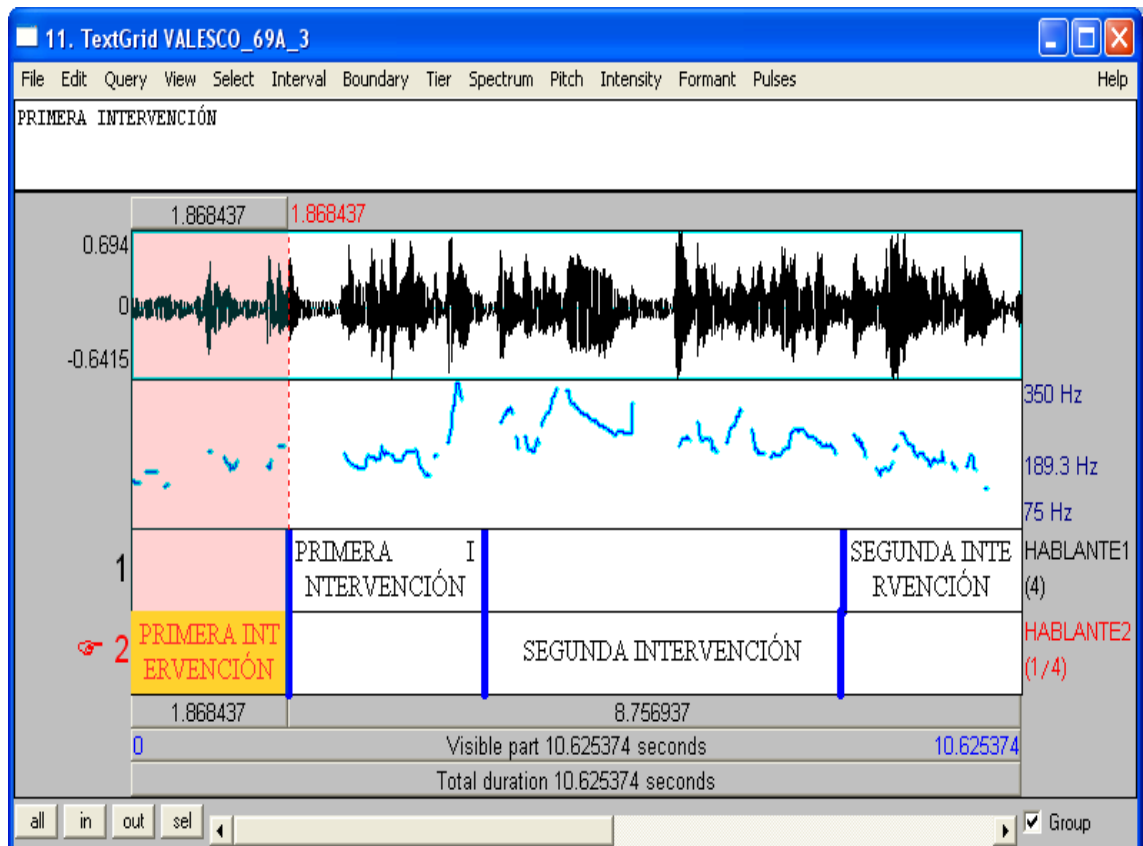 11. TextGrid VALESCO_69A_3
File Edit Query View Select Interval Boundary Tier Spectrum Pitch Intensity Formant Pulses Help
PRIMERA INTERVENCIÓN
1.868437 1.868437
0.694
0
-0.6415
350 Hz
189.3 Hz
75 Hz
1
PRIMERA I
NTERVENCIÓN
SEGUNDA INTE
RVENCIÓN
HABLANTE1
(4)
2
PRIMERA INT
ERVENCIÓN
SEGUNDA INTERVENCIÓN
HABLANTE2
(1/4)
1.868437 8.756937
0 Visible part 10.625374 seconds 10.625374
Total duration 10.625374 seconds
all in out sel Group